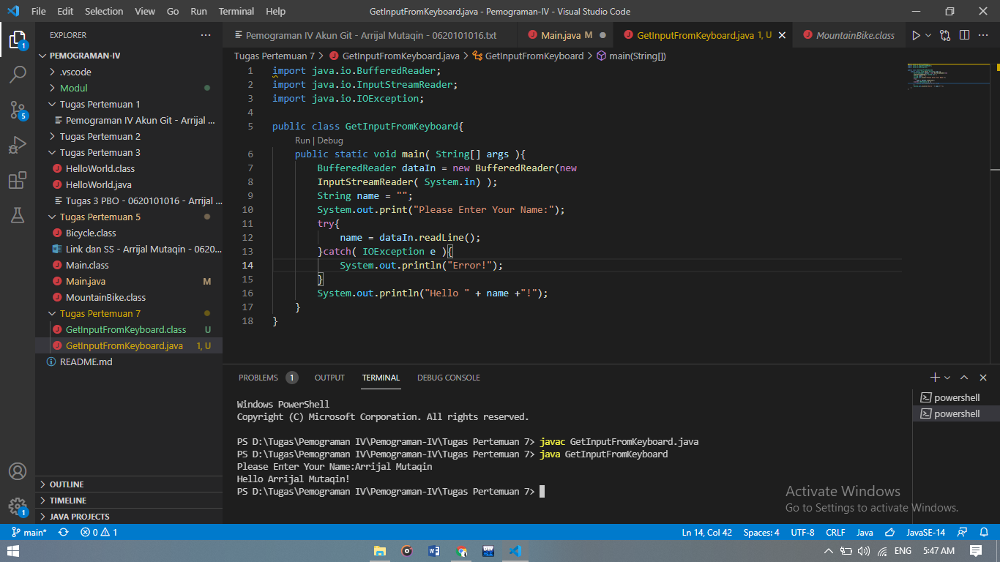 File Edit Selection View Go Run Terminal Help GetInputFromKeyboard.java - Pemograman-IV - Visual Studio Code
EXPLORER
PEMOGRAMAN-IV
.vscode
Modul
Tugas Pertemuan 1
Pemograman IV Akun Git - Arrijal ...
Tugas Pertemuan 2
Tugas Pertemuan 3
HelloWorld.class
HelloWorld.java
Tugas 3 PBO - 0620101016 - Arrijal ...
Tugas Pertemuan 5
Bicycle.class
Link dan SS - Arrijal Mutaqin - 0620...
Main.class
Main.java M
MountainBike.class
Tugas Pertemuan 7
GetInputFromKeyboard.class U
GetInputFromKeyboard.java 1, U
README.md
OUTLINE
TIMELINE
JAVA PROJECTS
1
5
1
Pemograman IV Akun Git - Arrijal Mutaqin - 0620101016.txt Main.java M GetInputFromKeyboard.java 1, U MountainBike.class
Tugas Pertemuan 7 > GetInputFromKeyboard.java > GetInputFromKeyboard > main(String[])
1 import java.io.BufferedReader;
2 import java.io.InputStreamReader;
3 import java.io.IOException;
4
5 public class GetInputFromKeyboard{
Run | Debug
6 public static void main( String[] args ){
7 BufferedReader dataIn = new BufferedReader(new
8 InputStreamReader( System.in) );
9 String name = "";
10 System.out.print("Please Enter Your Name:");
11 try{
12 name = dataIn.readLine();
13 }catch( IOException e ){
14 System.out.println("Error!");
15 }
16 System.out.println("Hello " + name +"!");
17 }
18 }
PROBLEMS 1 OUTPUT TERMINAL DEBUG CONSOLE
powershell
powershell
Windows PowerShell
Copyright (C) Microsoft Corporation. All rights reserved.
PS D:\Tugas\Pemograman IV\Pemograman-IV\Tugas Pertemuan 7> javac GetInputFromKeyboard.java
PS D:\Tugas\Pemograman IV\Pemograman-IV\Tugas Pertemuan 7> java GetInputFromKeyboard
Please Enter Your Name:Arrijal Mutaqin
Hello Arrijal Mutaqin!
PS D:\Tugas\Pemograman IV\Pemograman-IV\Tugas Pertemuan 7>
Activate Windows
Go to Settings to activate Windows.
main* 0 1 Ln 14, Col 42 Spaces: 4 UTF-8 CRLF Java JavaSE-14
ENG 5:47 AM